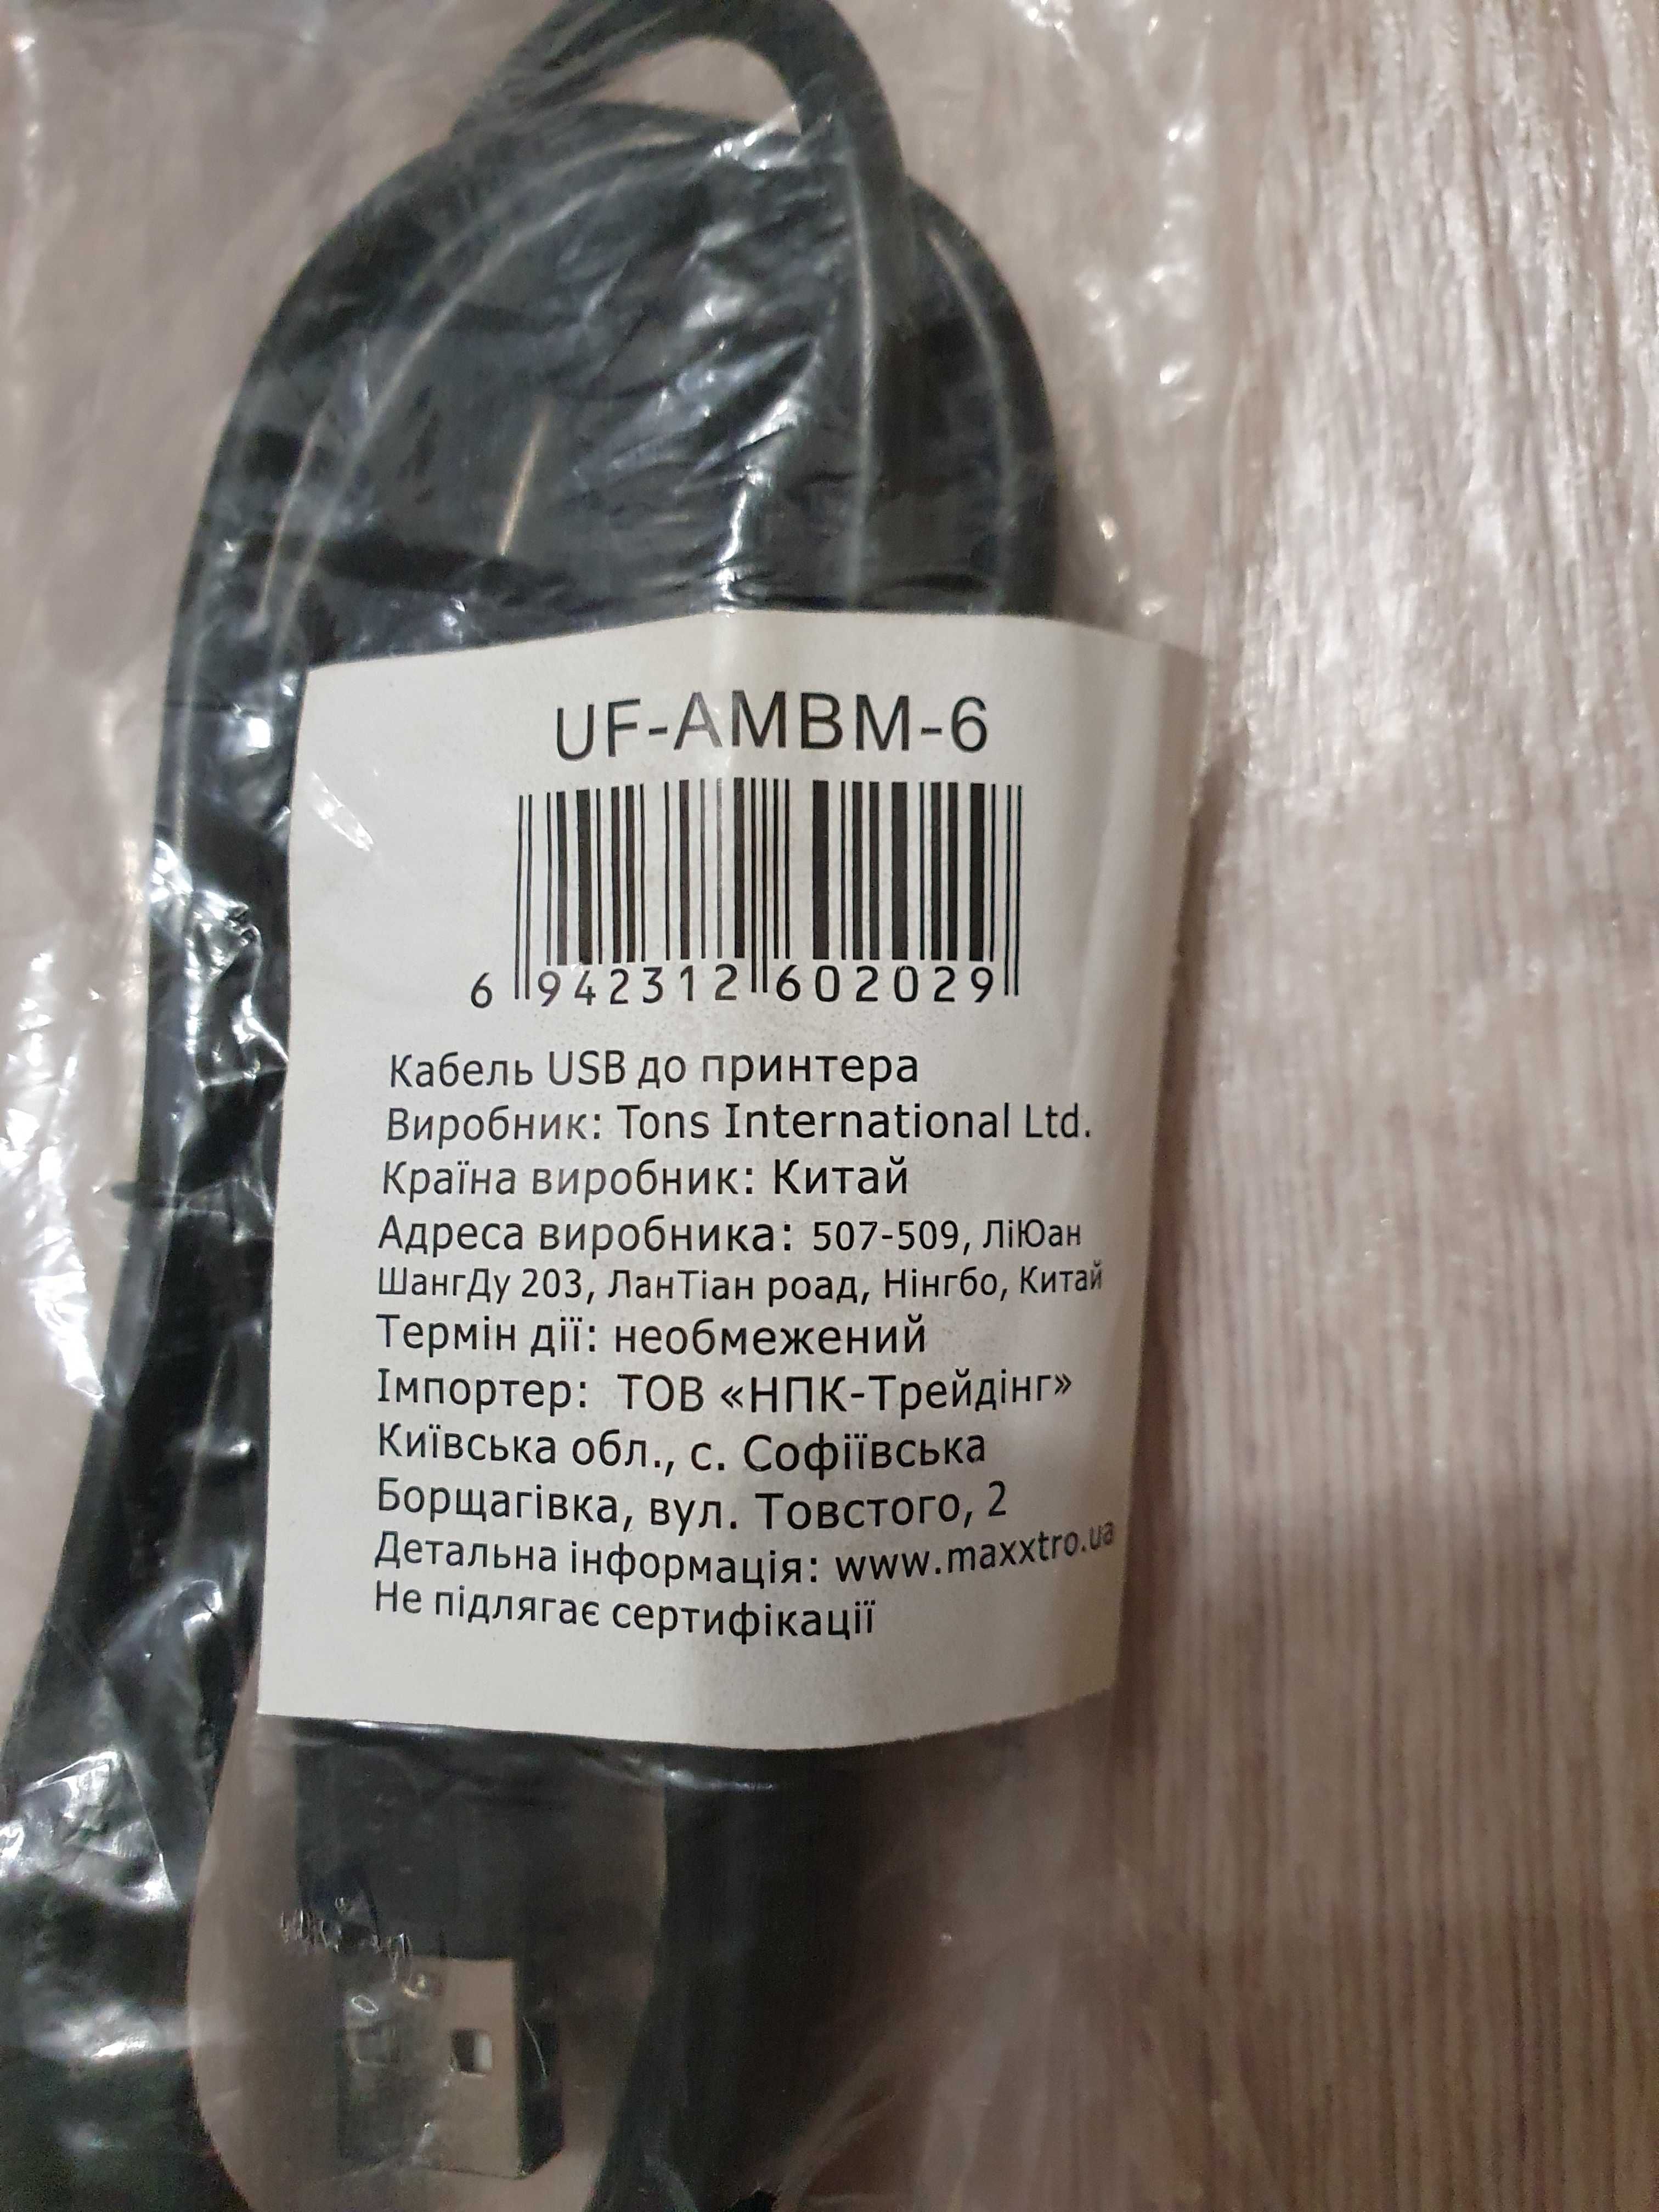 UF-AMBM-6
6 942312 602029
Кабель USB до принтера
Виробник: Tons International Ltd.
Країна виробник: Китай
Адреса виробника: 507-509, ЛіЮан
ШангДу 203, ЛанТіан роад, Нінгбо, Китай
Термін дії: необмежений
Імпортер: ТОВ «НПК-Трейдінг»
Київська обл., с. Софіївська
Борщагівка, вул. Товстого, 2
Детальна інформація: www.maxxtro.ua
Не підлягає сертифікації